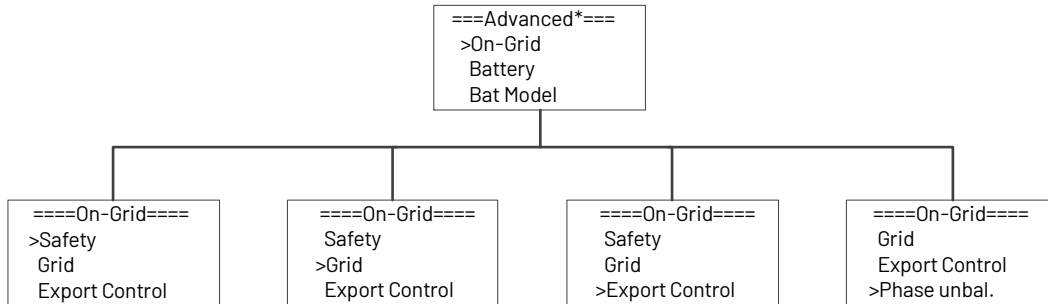 ===Advanced*===
>On-Grid
Battery
Bat Model
====On-Grid====
>Safety
Grid
Export Control
====On-Grid====
Safety
>Grid
Export Control
====On-Grid====
Safety
Grid
>Export Control
====On-Grid====
Grid
Export Control
>Phase unbal.